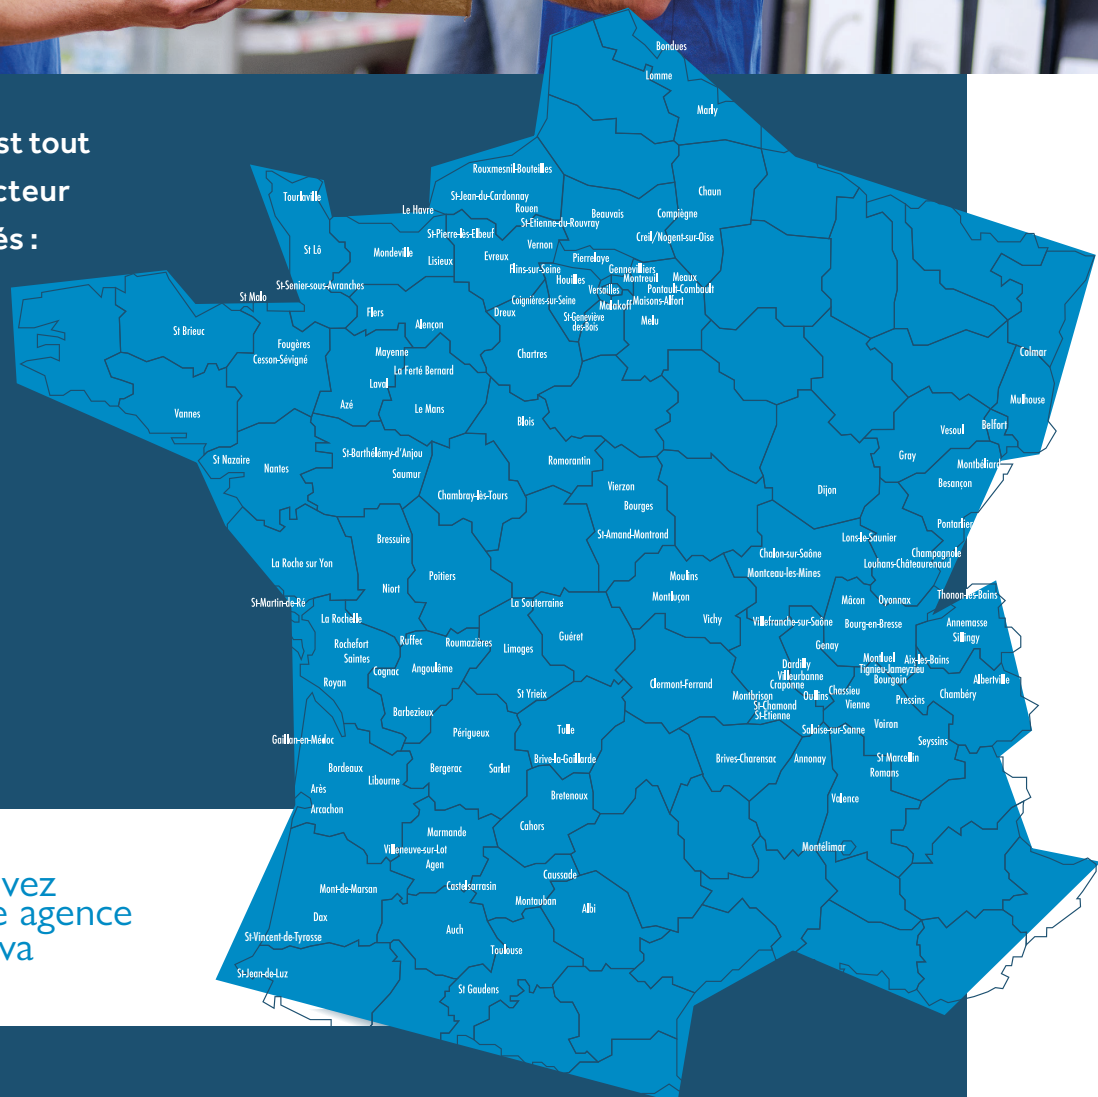 st tout
cteur
és :
Bondues
Lomme
Marly
Rouxmesnil-Bouteilles
Chaun
Tourlaville
St-Jean-du-Cardonnay
Le Havre
Rouen
Beauvais
Compiègne
St-Etienne-du-Rouvray
St-Pierre-lès-Elbeuf
Creil/Nogent-sur-Oise
St Lô
Mondeville
Vernon
Lisieux
Evreux
Pierrelaye
Flins-sur-Seine
Gennevilliers
Houilles
Montreuil
Meaux
St-Senier-sous-Avranches
Versailles
Pontault-Combault
St Malo
Coignières-sur-Seine
Malakoff
Maisons-Alfort
Flers
Dreux
St-Geneviève
des-Bois
Melu
Alençon
St Brieuc
Fougères
Cesson-Sévigné
Mayenne
Chartres
Colmar
La Ferté Bernard
Laval
Mulhouse
Azé
Le Mans
Vannes
Blois
Vesoul
Belfort
St-Barthélémy-d'Anjou
Gray
St Nazaire
Nantes
Romorantin
Montbéliard
Saumur
Besançon
Vierzon
Dijon
Chambray-lès-Tours
Bourges
Pontarlier
St-Amand-Montrond
Bressuire
Lons-le-Saunier
Chalon-sur-Saône
Champagnole
La Roche sur Yon
Louhans-Châteaurenaud
Poitiers
Moulins
Montceau-les-Mines
Niort
Montluçon
Thonon-les-Bains
St-Martin-de-Ré
La Souterraine
Mâcon
Oyonnax
La Rochelle
Vichy
Villefranche-sur-Saône
Bourg-en-Bresse
Annemasse
Guéret
Sillingy
Rochefort
Ruffec
Roumazières
Limoges
Genay
Saintes
Montluel
Aix-les-Bains
Cognac
Angoulême
Dardilly
Tignieu-Jameyzieu
Royan
Clermont-Ferrand
Villeurbanne
Bourgoin
Albertville
Craponne
St Yrieix
Montbrison
Oullins
Chassieu
Chambéry
Barbezieux
St-Chamond
Vienne
Pressins
St-Etienne
Périgueux
Tulle
Salaise-sur-Sanne
Voiron
Gaillan-en-Médoc
Seyssins
Brive-la-Gaillarde
Brives-Charensac
Annonay
St Marcellin
Bordeaux
Bergerac
Sarlat
Romans
Libourne
Arès
Bretenoux
Valence
Arcachon
Cahors
Marmande
Montélimar
Villeneuve-sur-Lot
Agen
Caussade
vez
e agence
va
Mont-de-Marsan
Castelsarrasin
Montauban
Albi
Dax
Auch
St-Vincent-de-Tyrosse
Toulouse
St-Jean-de-Luz
St Gaudens